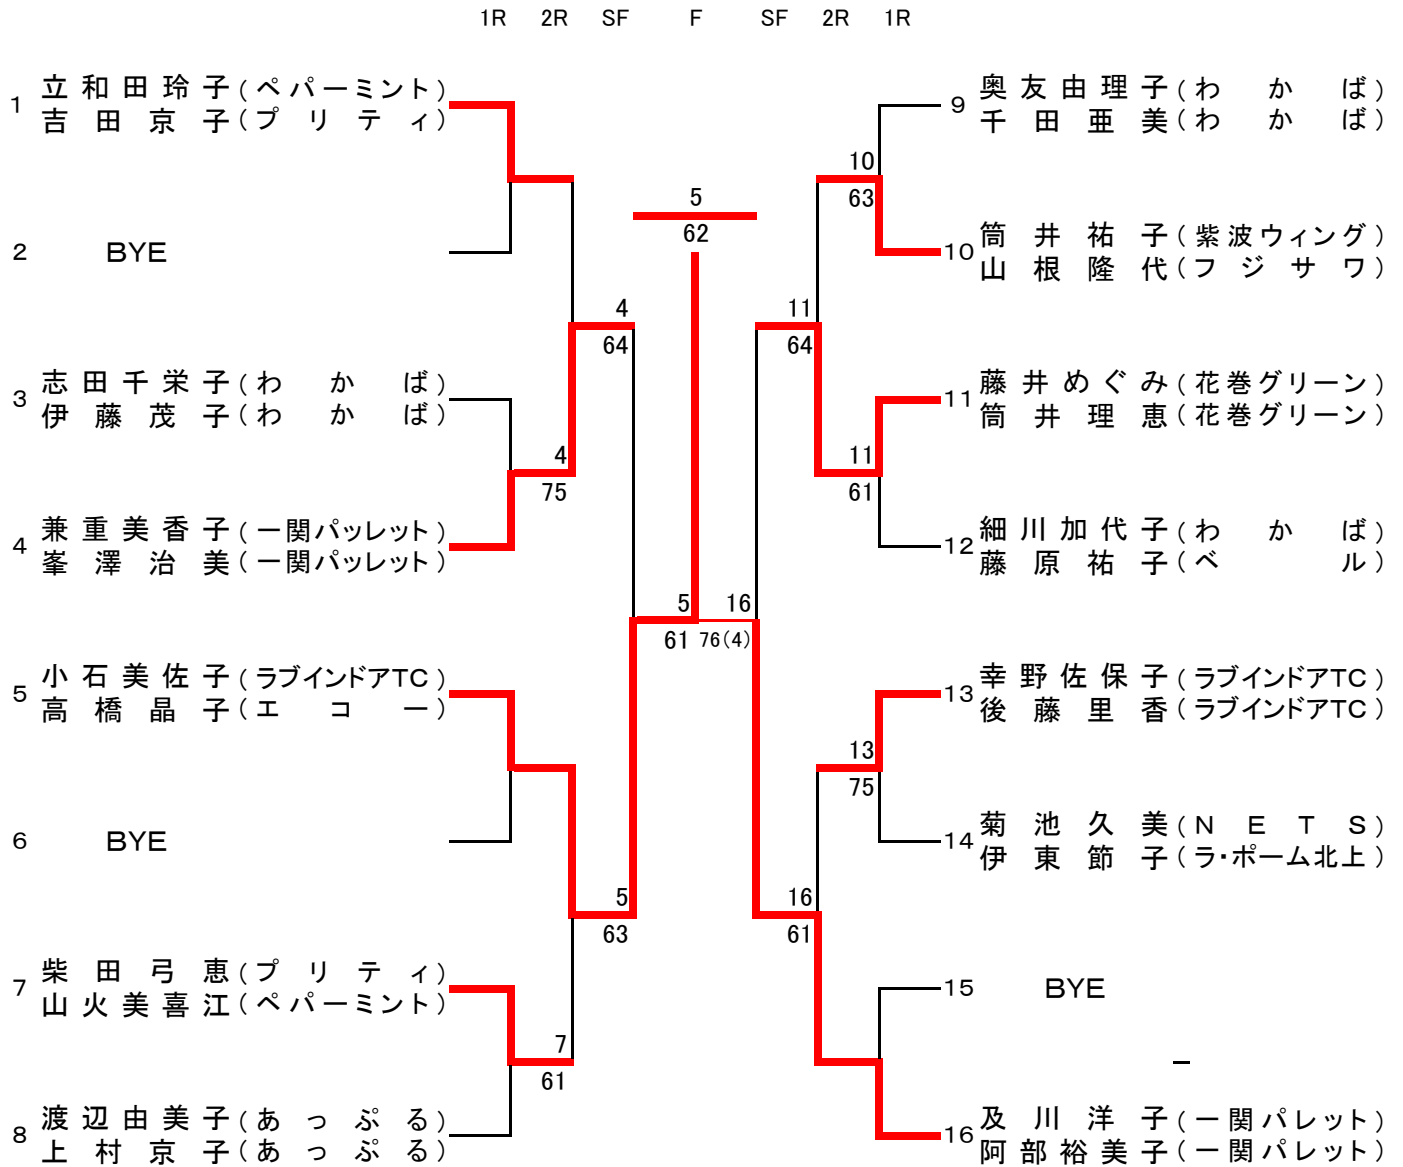 1R 2R SF F SF 2R 1R
1 立和田玲子(ペパーミント)
吉田京子(プリティ)
2 BYE
3 志田千栄子(わかば)
伊藤茂子(わかば)
4 兼重美香子(一関パッレット)
峯澤治美(一関パッレット)
5 小石美佐子(ラブインドアTC)
高橋晶子(エコー)
6 BYE
7 柴田弓恵(プリティ)
山火美喜江(ペパーミント)
8 渡辺由美子(あっぷる)
上村京子(あっぷる)
4
75
7
61
4
64
5
63
5
61
5
62
16
76(4)
11
64
16
61
10
63
11
61
13
75
9 奥友由理子(わかば)
千田亜美(わかば)
10 筒井祐子(紫波ウィング)
山根隆代(フジサワ)
11 藤井めぐみ(花巻グリーン)
筒井理恵(花巻グリーン)
12 細川加代子(わかば)
藤原祐子(ベル)
13 幸野佐保子(ラブインドアTC)
後藤里香(ラブインドアTC)
14 菊池久美(NETS)
伊東節子(ラ・ポーム北上)
15 BYE
–
16 及川洋子(一関パレット)
阿部裕美子(一関パレット)